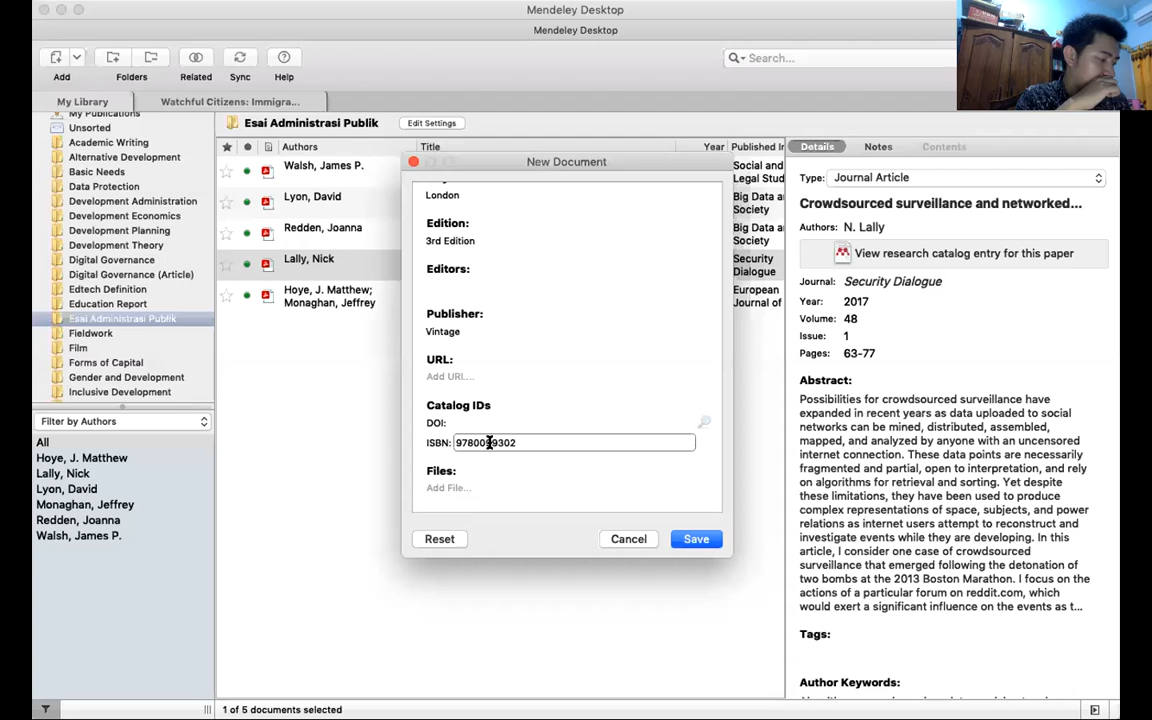 Mendeley Desktop
Mendeley Desktop
Add
Folders
Related
Sync
Help
Search...
My Library
Watchful Citizens: Immigra...
My Publications
Unsorted
Academic Writing
Alternative Development
Basic Needs
Data Protection
Development Administration
Development Economics
Development Planning
Development Theory
Digital Governance
Digital Governance (Article)
Edtech Definition
Education Report
Esai Administrasi Publik
Fieldwork
Film
Forms of Capital
Gender and Development
Inclusive Development
Filter by Authors
All
Hoye, J. Matthew
Lally, Nick
Lyon, David
Monaghan, Jeffrey
Redden, Joanna
Walsh, James P.
Esai Administrasi Publik
Edit Settings
Authors Title Year Published In
Walsh, James P.
Social and
Legal Stud
Lyon, David
Big Data a
Society
Redden, Joanna
Big Data a
Society
Lally, Nick
Security
Dialogue
Hoye, J. Matthew;
Monaghan, Jeffrey
European
Journal of
New Document
London
Edition:
3rd Edition
Editors:
Publisher:
Vintage
URL:
Add URL...
Catalog IDs
DOI:
ISBN: 9780099302
Files:
Add File...
Reset
Cancel
Save
Details
Notes
Contents
Type: Journal Article
Crowdsourced surveillance and networked...
Authors: N. Lally
View research catalog entry for this paper
Journal: Security Dialogue
Year: 2017
Volume: 48
Issue: 1
Pages: 63-77
Abstract:
Possibilities for crowdsourced surveillance have
expanded in recent years as data uploaded to social
networks can be mined, distributed, assembled,
mapped, and analyzed by anyone with an uncensored
internet connection. These data points are necessarily
fragmented and partial, open to interpretation, and rely
on algorithms for retrieval and sorting. Yet despite
these limitations, they have been used to produce
complex representations of space, subjects, and power
relations as internet users attempt to reconstruct and
investigate events while they are developing. In this
article, I consider one case of crowdsourced
surveillance that emerged following the detonation of
two bombs at the 2013 Boston Marathon. I focus on the
actions of a particular forum on reddit.com, which
would exert a significant influence on the events as t...
Tags:
Author Keywords:
1 of 5 documents selected